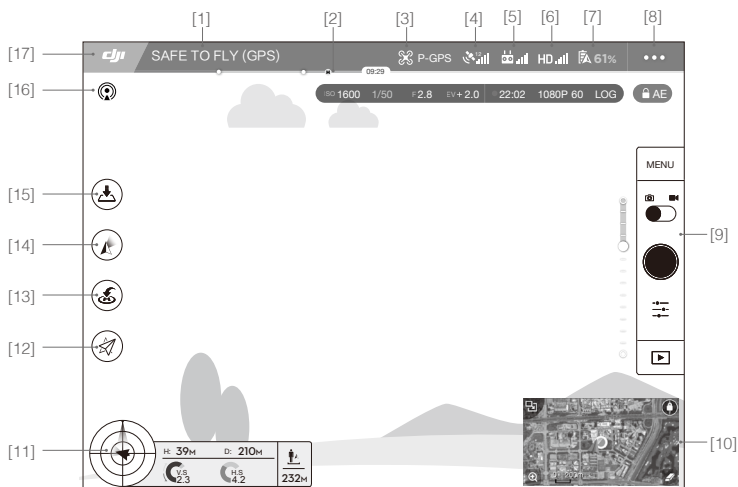 [1] [2] [3] [4] [5] [6] [7] [8]
[17] dji SAFE TO FLY (GPS) P-GPS 12 HD 61%
09:29
[16] ISO 1600 1/50 F 2.8 EV +2.0 22:02 1080P 60 LOG AE
MENU
[15]
[9]
[14]
[13]
[12]
[10]
[11] H: 39M D: 210M
V.S 2.3 H.S 4.2 232M